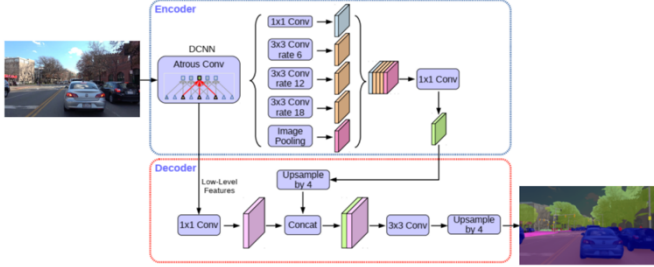 Encoder
DCNN
Atrous Conv
1x1 Conv
3x3 Conv
rate 6
3x3 Conv
rate 12
3x3 Conv
rate 18
Image
Pooling
1x1 Conv
Decoder
Low-Level
Features
Upsample
by 4
1x1 Conv
Concat
3x3 Conv
Upsample
by 4